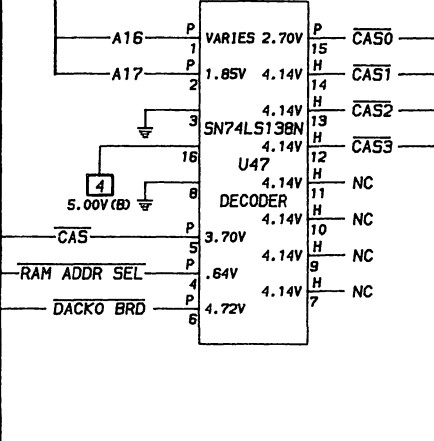 A16 P 1 VARIES 2.70V P 15 CAS0
A17 P 2 1.85V 4.14V H 14 CAS1
3 4.14V H 13 CAS2
SN74LS138N
16 4.14V H 12 CAS3
U47
4
5.00V(B)
8 4.14V H 11 NC
DECODER
4.14V H 10 NC
CAS P 5 3.70V
4.14V H 9 NC
RAM ADDR SEL P 4 .64V
4.14V H 7 NC
DACK0 BRD P 6 4.72V